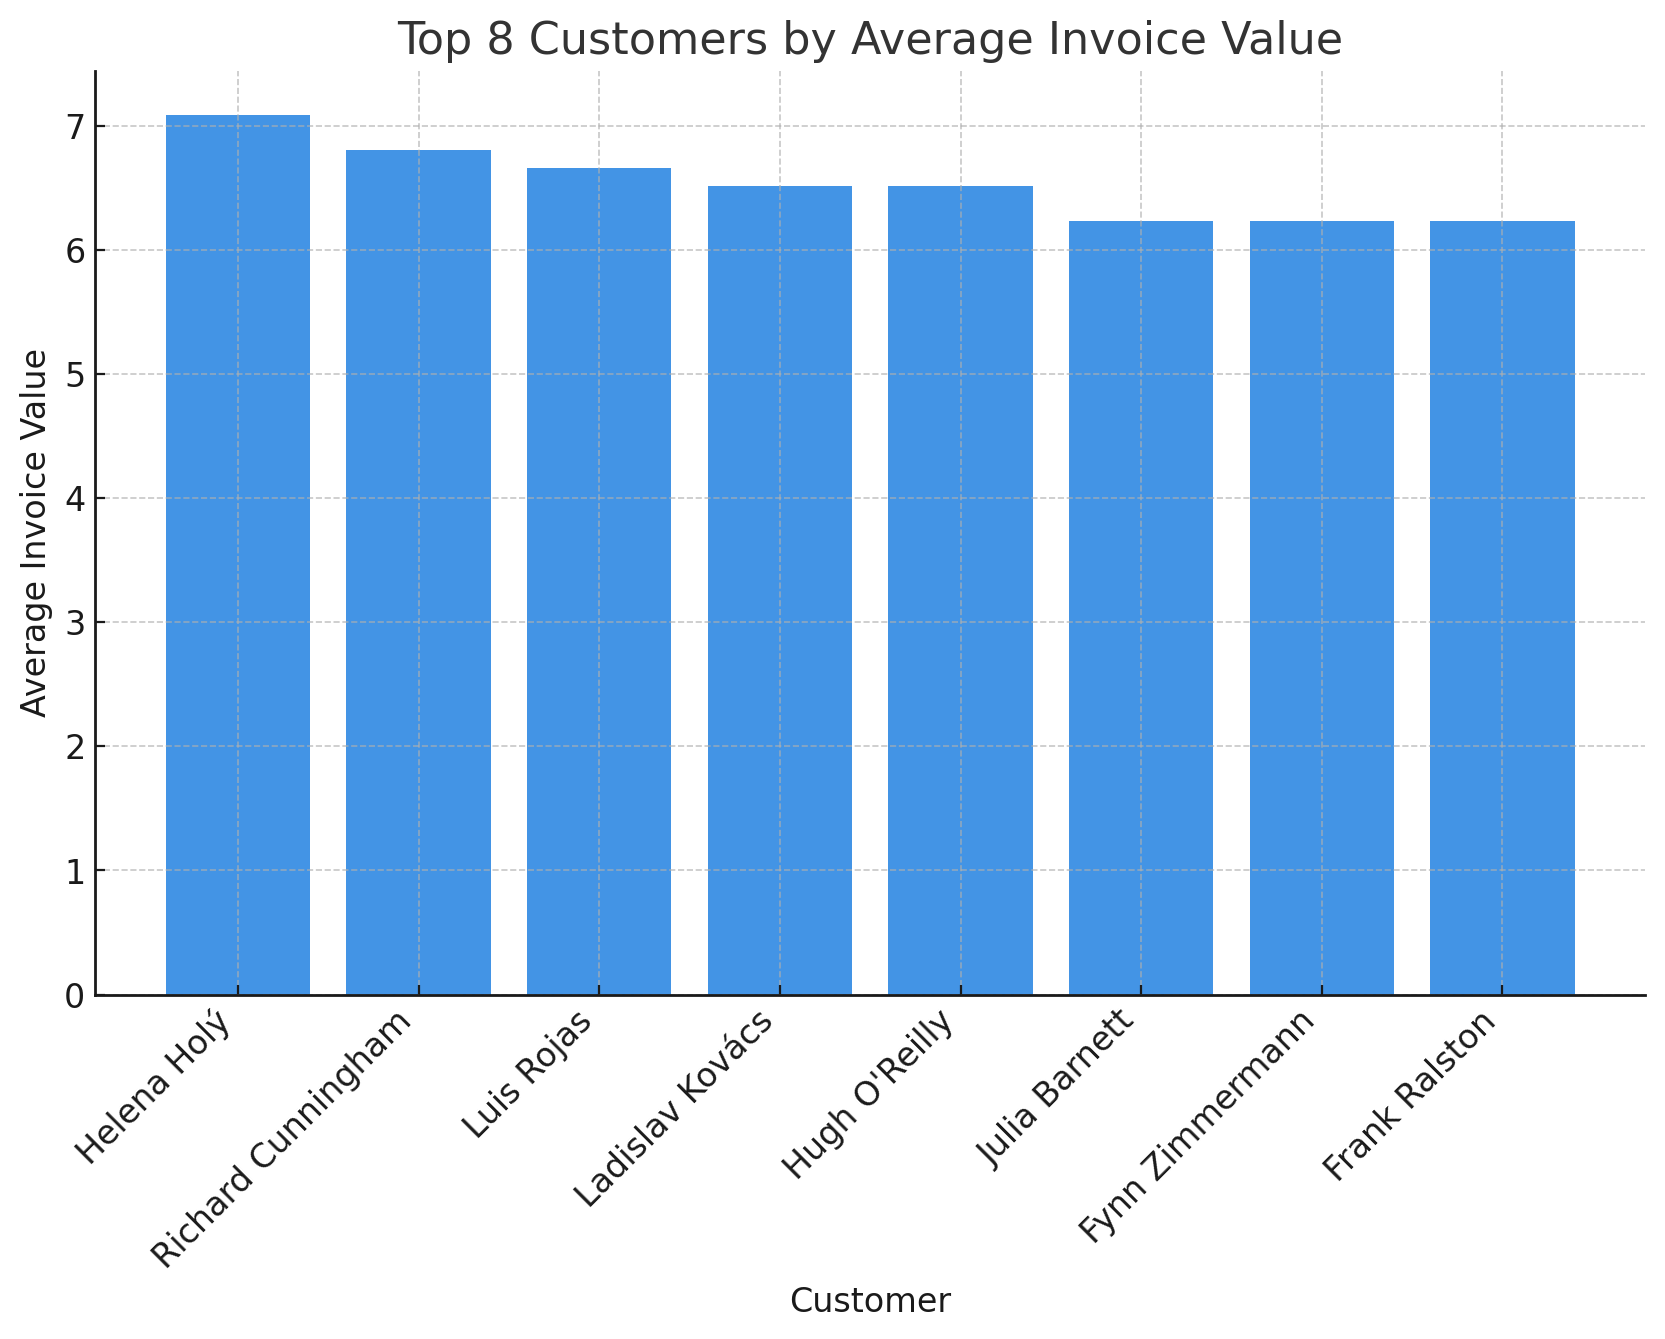 Top 8 Customers by Average Invoice Value
Average Invoice Value
7
6
5
4
3
2
1
0
Helena Holý
Richard Cunningham
Luis Rojas
Ladislav Kovács
Hugh O'Reilly
Julia Barnett
Fynn Zimmermann
Frank Ralston
Customer